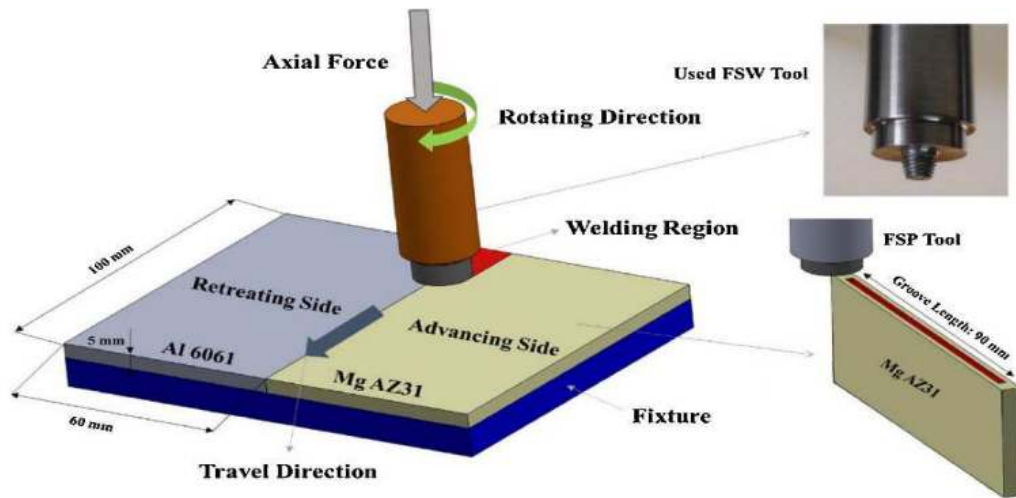 Axial Force
Used FSW Tool
Rotating Direction
Welding Region
FSP Tool
100 mm
Retreating Side
Groove Length: 90 mm
Advancing Side
5 mm
Al 6061
Mg AZ31
Mg AZ31
60 mm
Fixture
Travel Direction